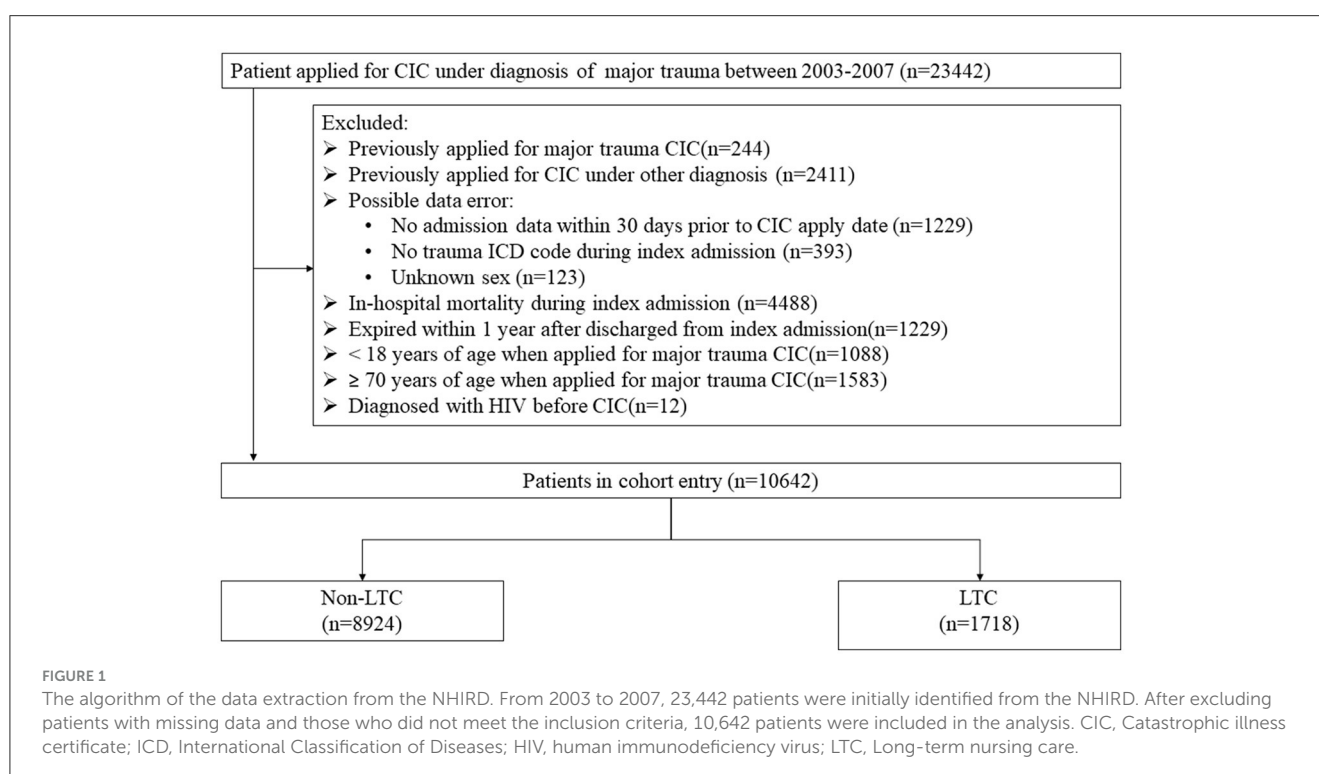 Patient applied for CIC under diagnosis of major trauma between 2003-2007 (n=23442)
Excluded:
➢ Previously applied for major trauma CIC(n=244)
➢ Previously applied for CIC under other diagnosis (n=2411)
➢ Possible data error:
• No admission data within 30 days prior to CIC apply date (n=1229)
• No trauma ICD code during index admission (n=393)
• Unknown sex (n=123)
➢ In-hospital mortality during index admission (n=4488)
➢ Expired within 1 year after discharged from index admission(n=1229)
➢ < 18 years of age when applied for major trauma CIC(n=1088)
➢ ≥ 70 years of age when applied for major trauma CIC(n=1583)
➢ Diagnosed with HIV before CIC(n=12)
Patients in cohort entry (n=10642)
Non-LTC
(n=8924)
LTC
(n=1718)
FIGURE 1
The algorithm of the data extraction from the NHIRD. From 2003 to 2007, 23,442 patients were initially identified from the NHIRD. After excluding
patients with missing data and those who did not meet the inclusion criteria, 10,642 patients were included in the analysis. CIC, Catastrophic illness
certificate; ICD, International Classification of Diseases; HIV, human immunodeficiency virus; LTC, Long-term nursing care.